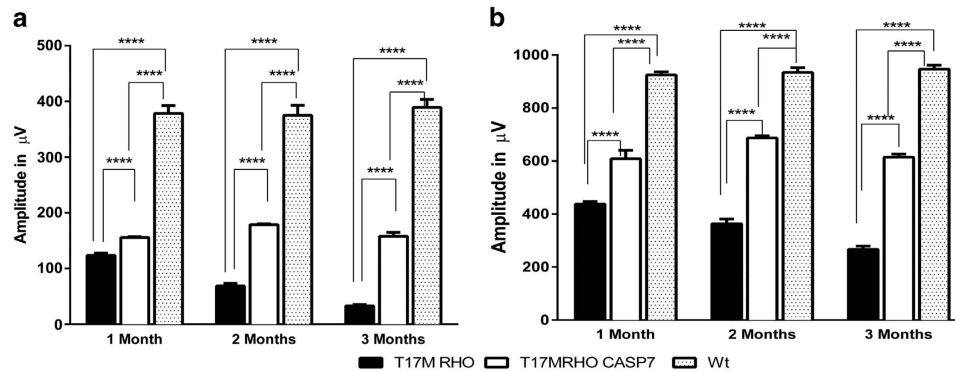 a
Amplitude in μV
500
400
300
200
100
0
****
****
****
****
****
****
****
****
****
1 Month
2 Months
3 Months
b
Amplitude in μV
1000
800
600
400
200
0
****
****
****
****
****
****
****
****
****
1 Month
2 Months
3 Months
T17M RHO
T17MRHO CASP7
Wt